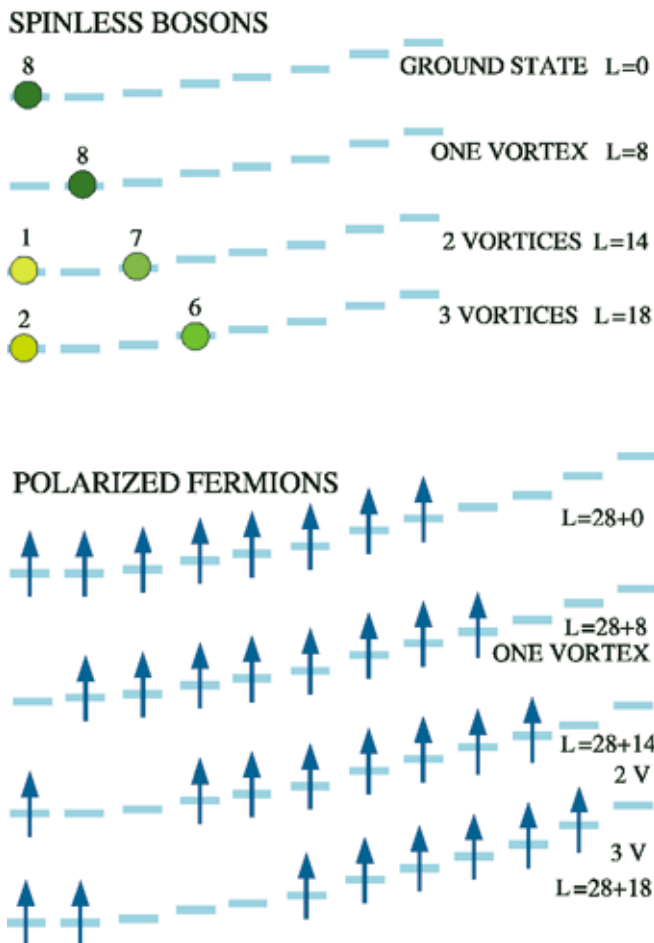 SPINLESS BOSONS
8
GROUND STATE L=0
8
ONE VORTEX L=8
1 7
2 VORTICES L=14
2 6
3 VORTICES L=18
POLARIZED FERMIONS
L=28+0
L=28+8
ONE VORTEX
L=28+14
2 V
3 V
L=28+18